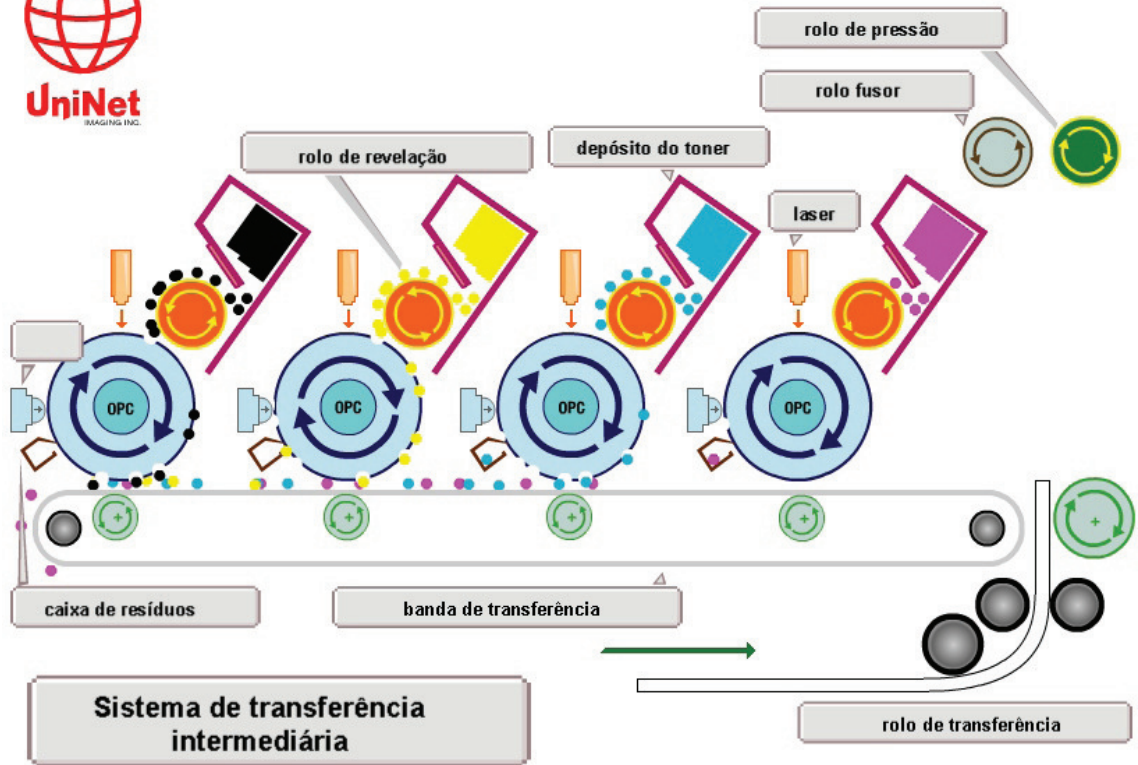 UniNet
IMAGING INC.
rolo de pressão
rolo fusor
rolo de revelação
depósito do toner
laser
OPC
OPC
OPC
OPC
caixa de resíduos
banda de transferência
Sistema de transferência
intermediária
rolo de transferência